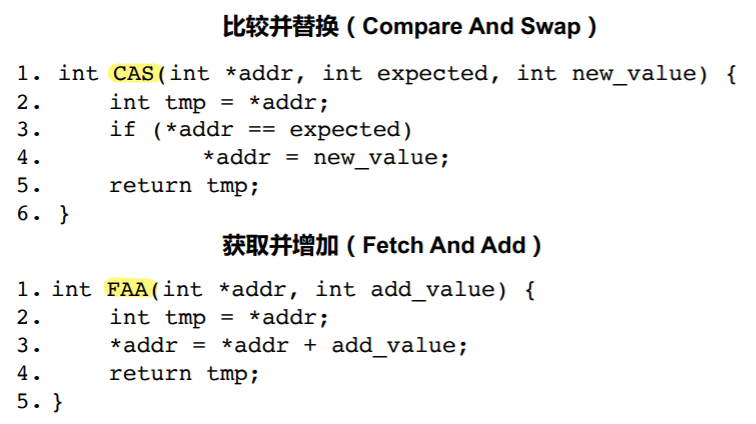 比较并替换（Compare And Swap）
1. int CAS(int *addr, int expected, int new_value) {
2.     int tmp = *addr;
3.     if (*addr == expected)
4.           *addr = new_value;
5.     return tmp;
6. }
获取并增加（Fetch And Add）
1. int FAA(int *addr, int add_value) {
2.     int tmp = *addr;
3.     *addr = *addr + add_value;
4.     return tmp;
5. }